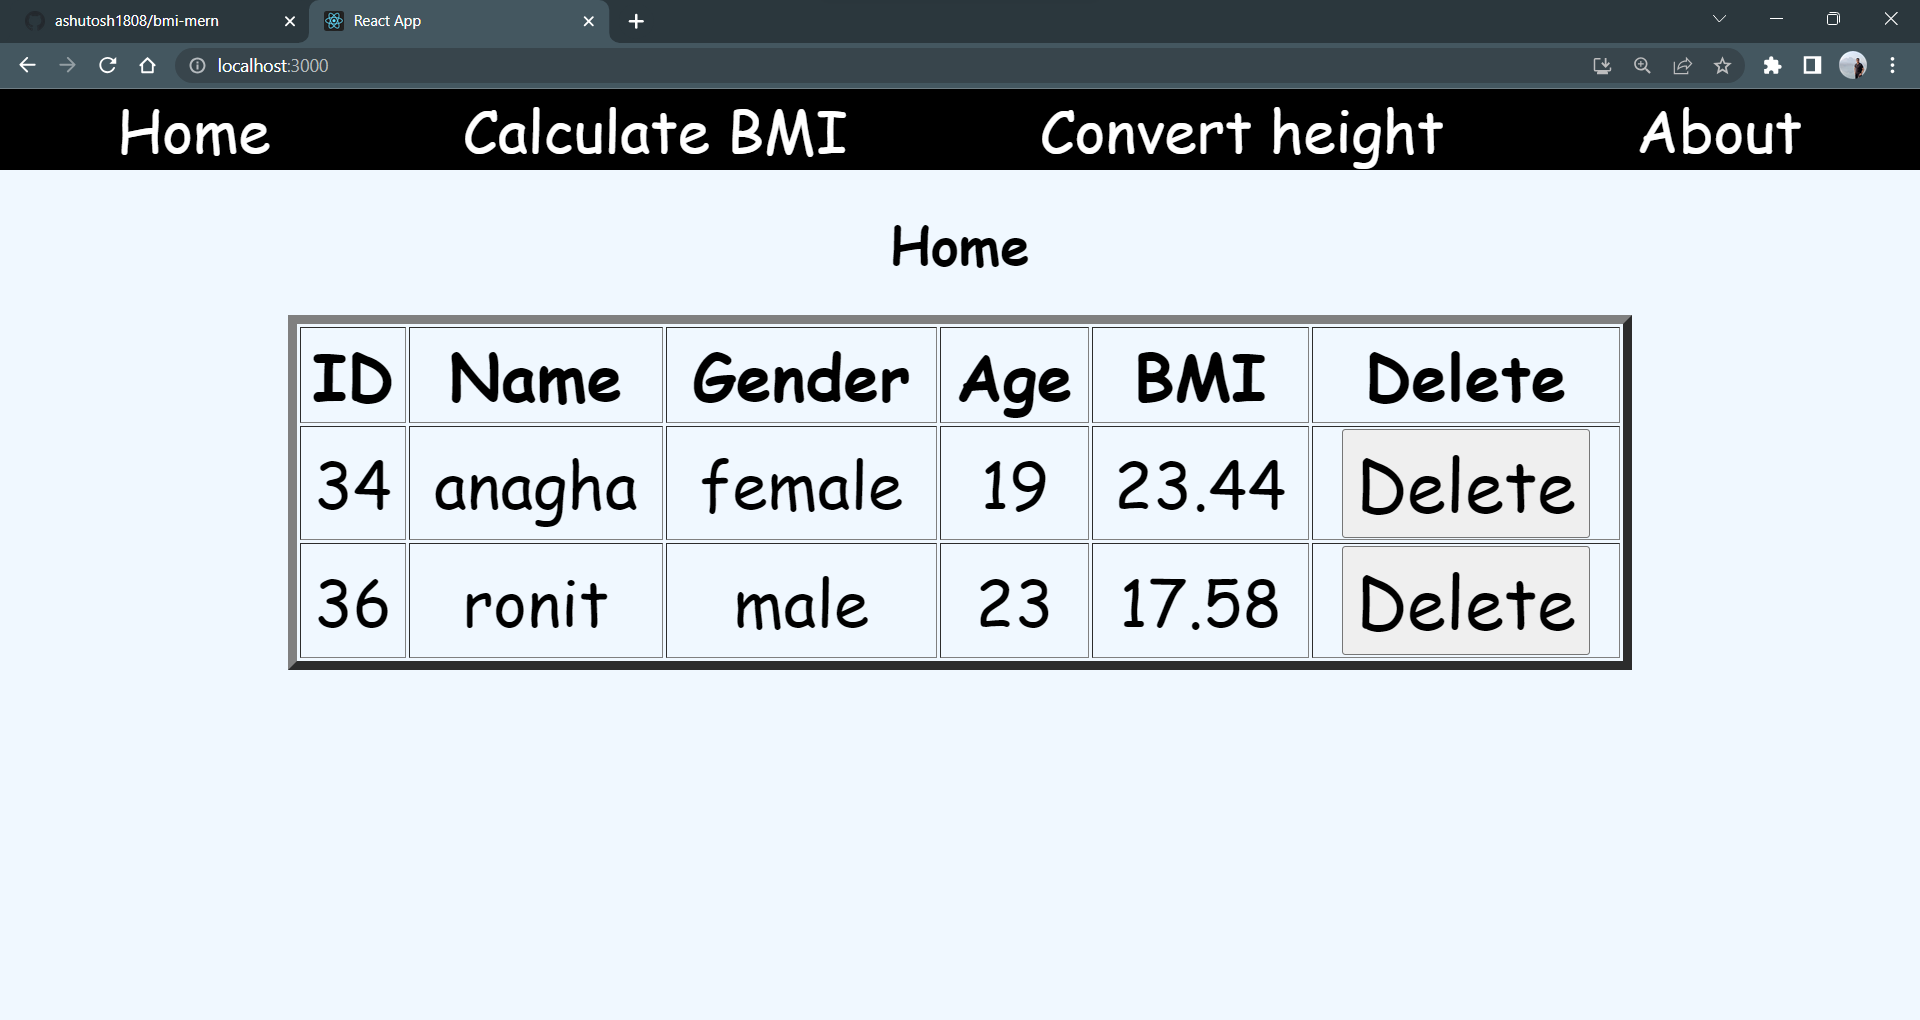 ashutosh1808/bmi-mern React App
localhost:3000
Home Calculate BMI Convert height About
Home
ID Name Gender Age BMI Delete
34 anagha female 19 23.44 Delete
36 ronit male 23 17.58 Delete